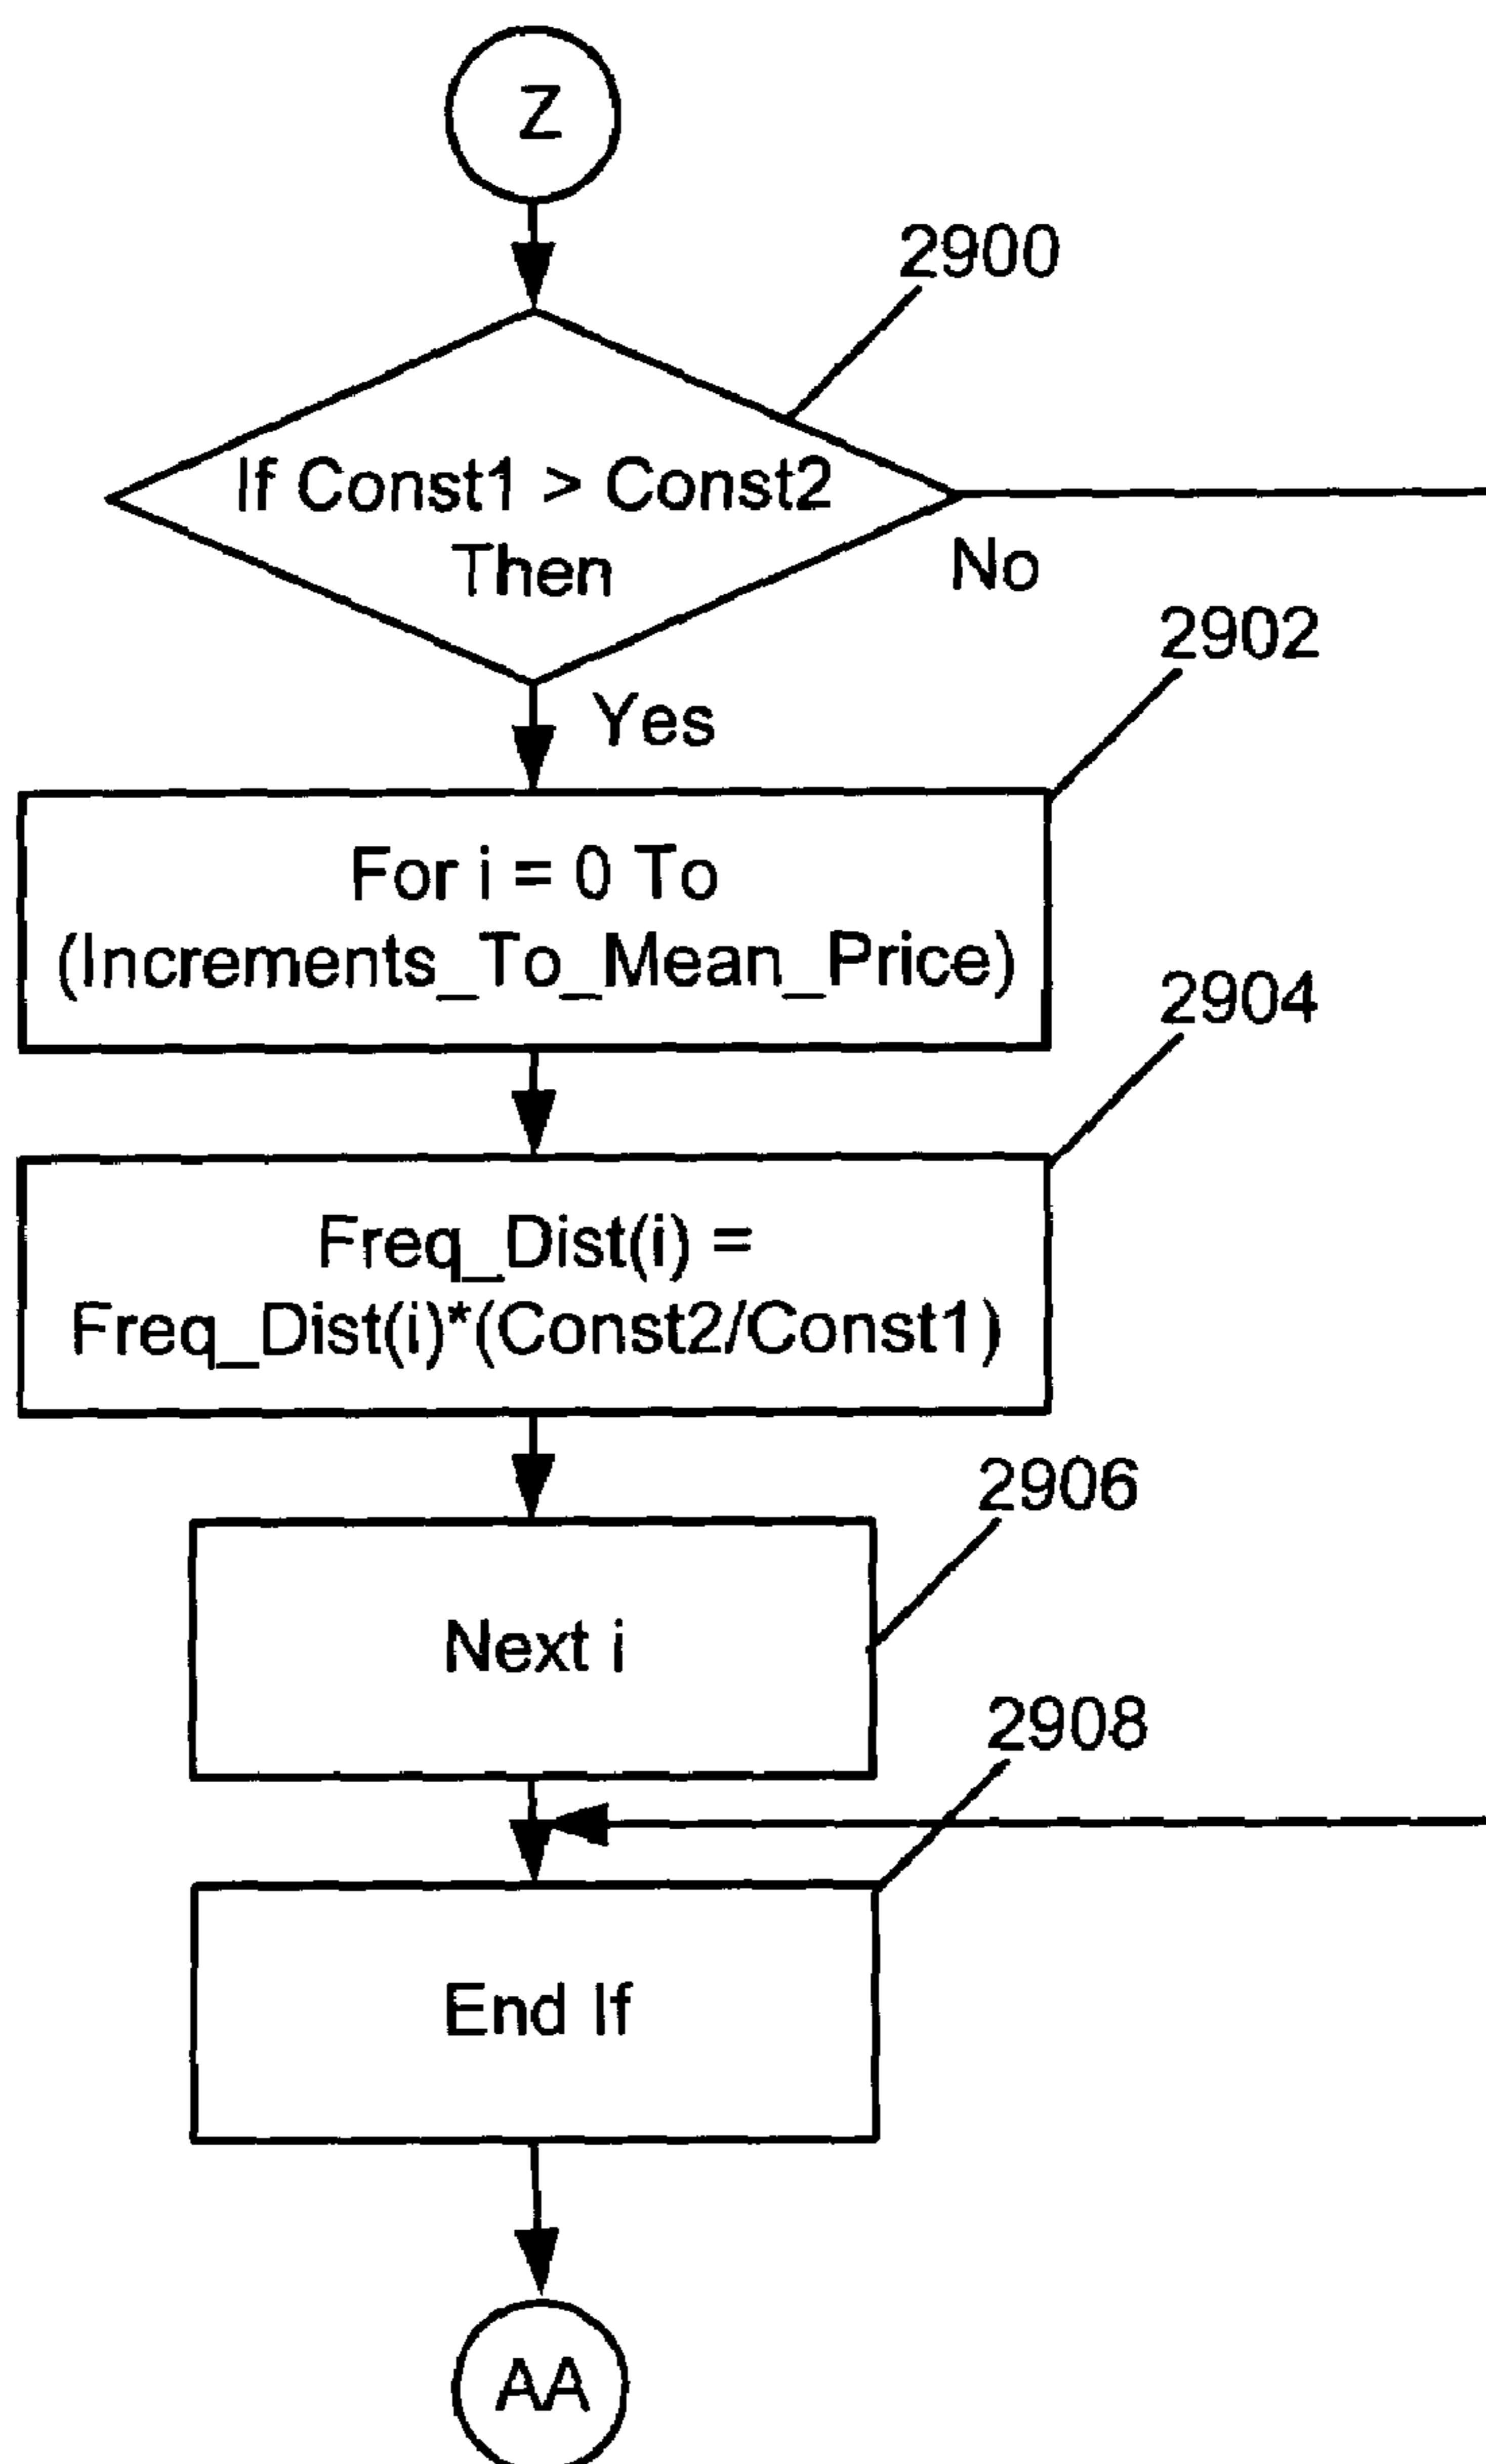 Z
2900
If Const1 > Const2
Then
No
Yes
2902
For i = 0 To
(Increments_To_Mean_Price)
2904
Freq_Dist(i) =
Freq_Dist(i)*(Const2/Const1)
2906
Next i
2908
End If
AA